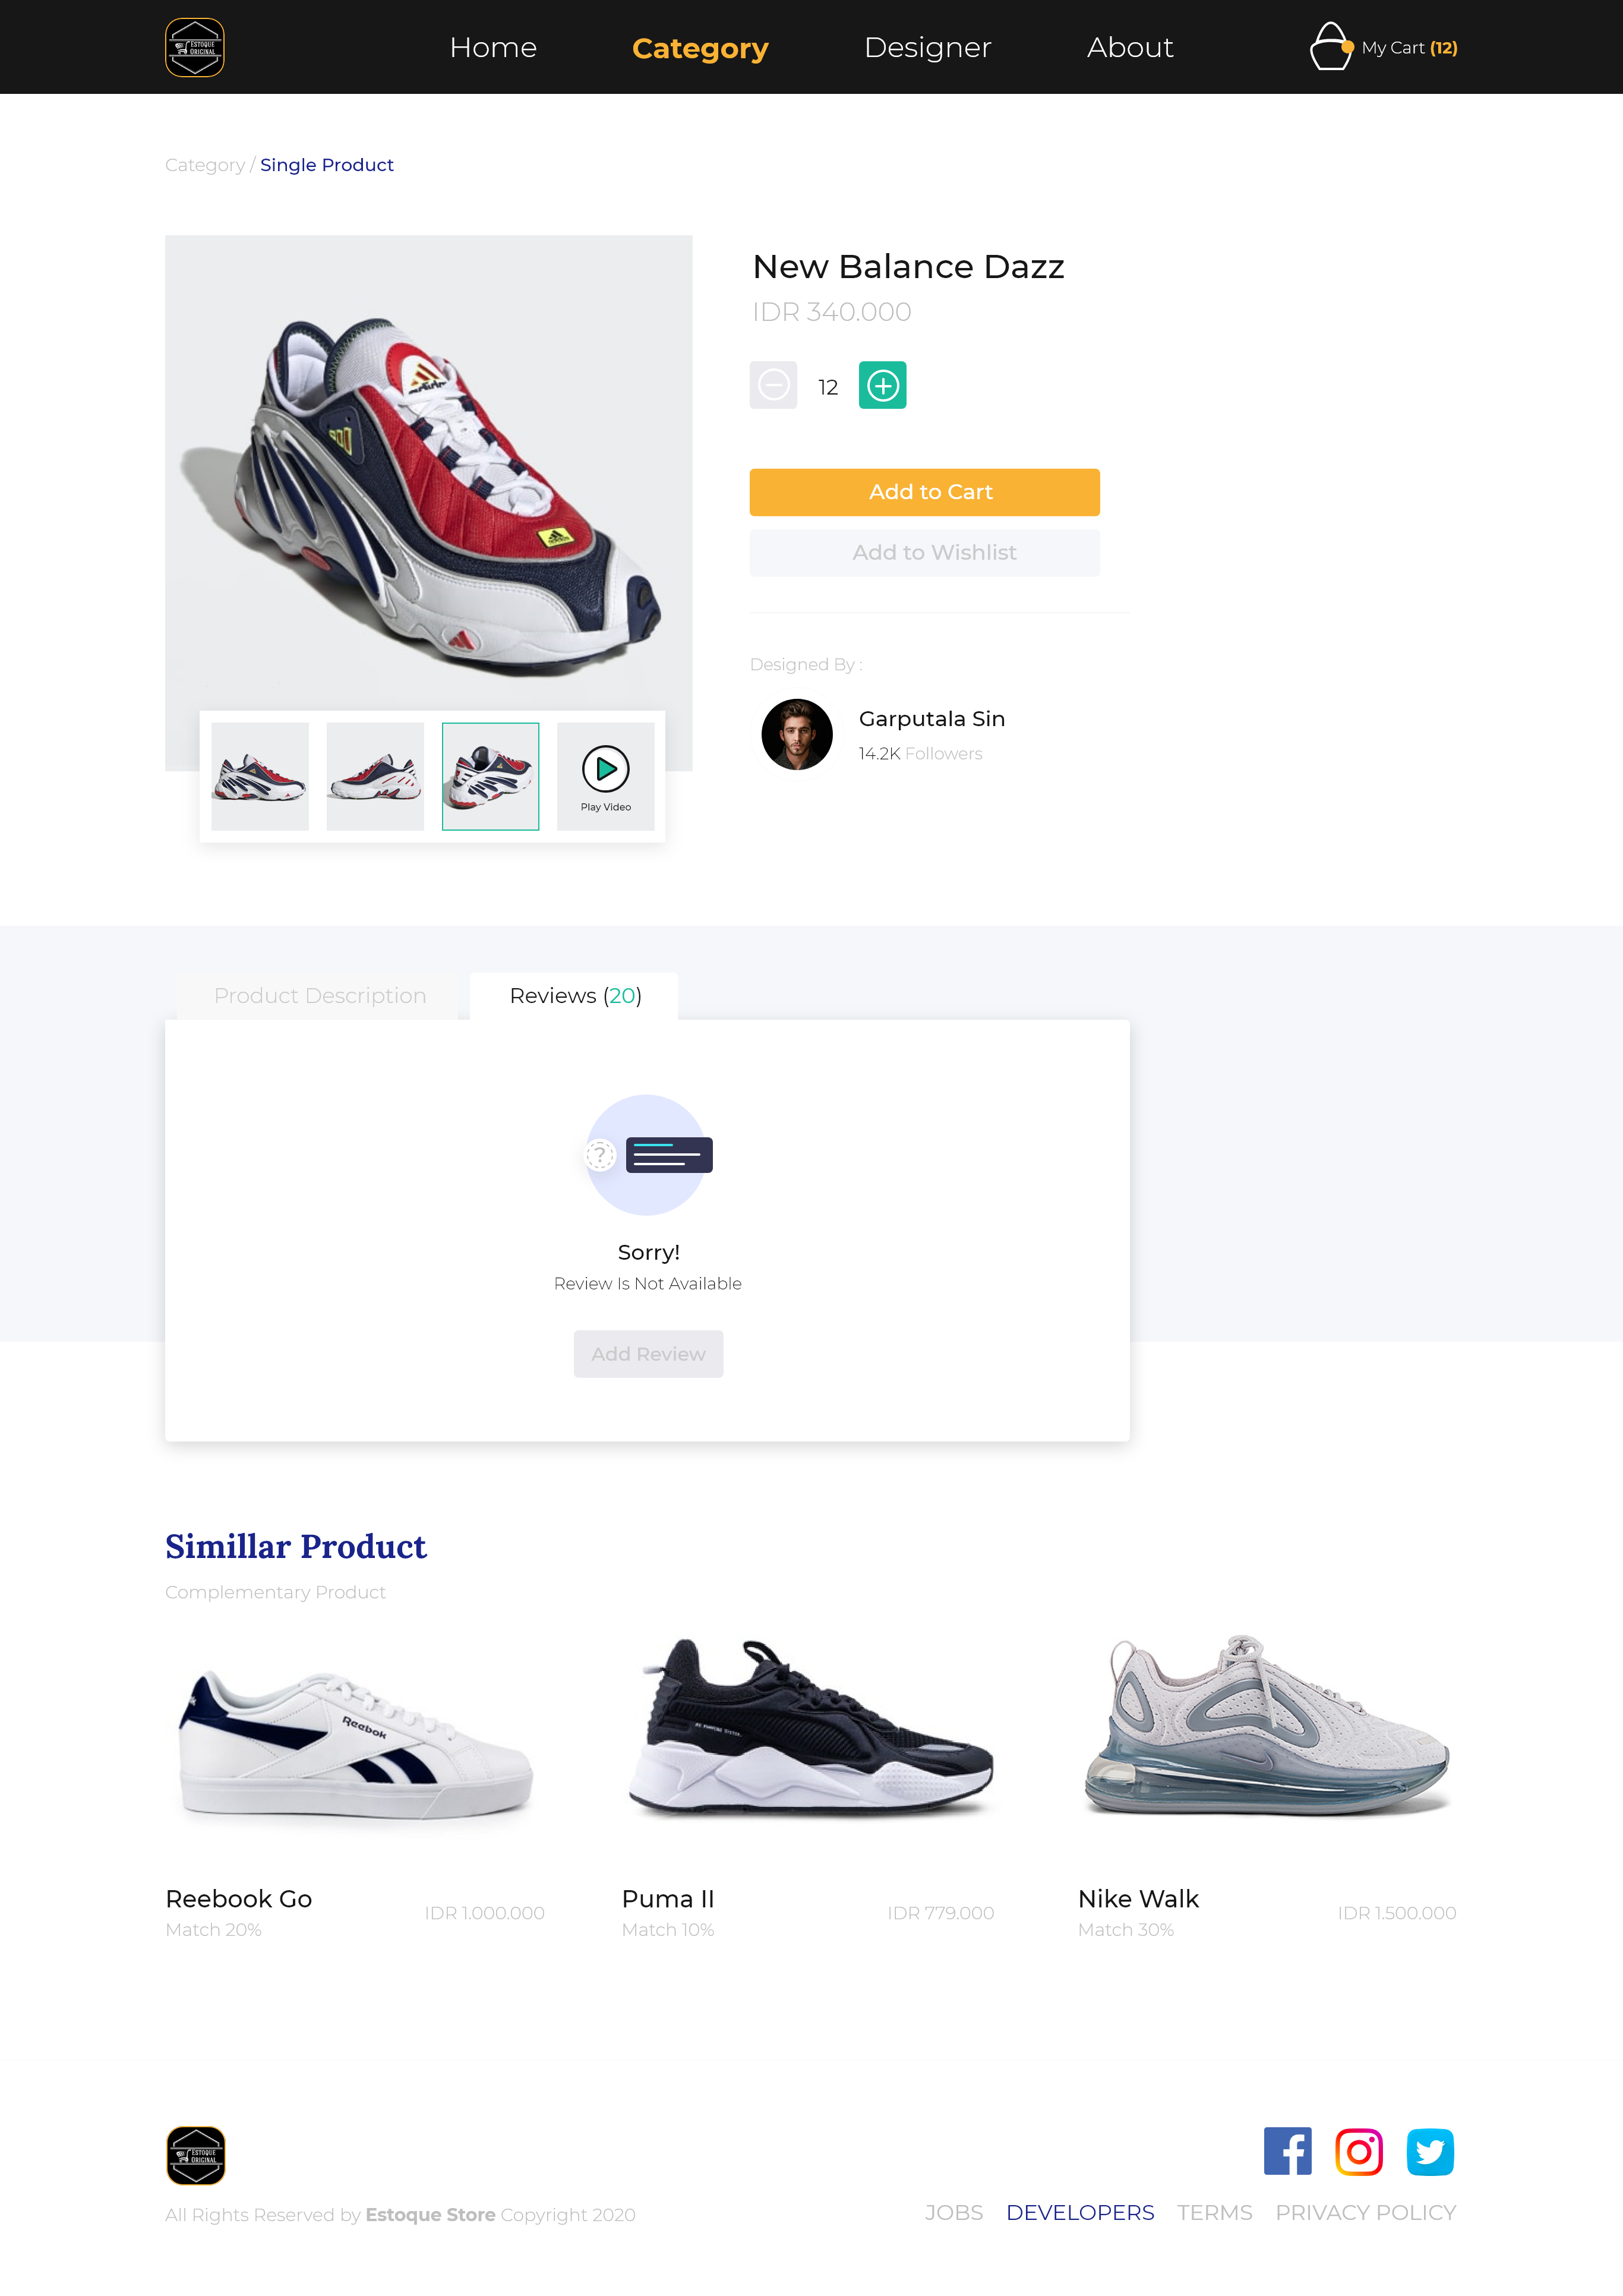 ESTOQUE
ORIGINAL
Home
Category
Designer
About
My Cart (12)
Category / Single Product
adidas
New Balance Dazz
IDR 340.000
12
Add to Cart
Add to Wishlist
Designed By :
Garputala Sin
14.2K Followers
Play Video
Product Description
Reviews (20)
?
Sorry!
Review Is Not Available
Add Review
Simillar Product
Complementary Product
Reebok
Reebook Go
IDR 1.000.000
Match 20%
Puma II
IDR 779.000
Match 10%
Nike Walk
IDR 1.500.000
Match 30%
ESTOQUE
ORIGINAL
All Rights Reserved by Estoque Store Copyright 2020
JOBS
DEVELOPERS
TERMS
PRIVACY POLICY